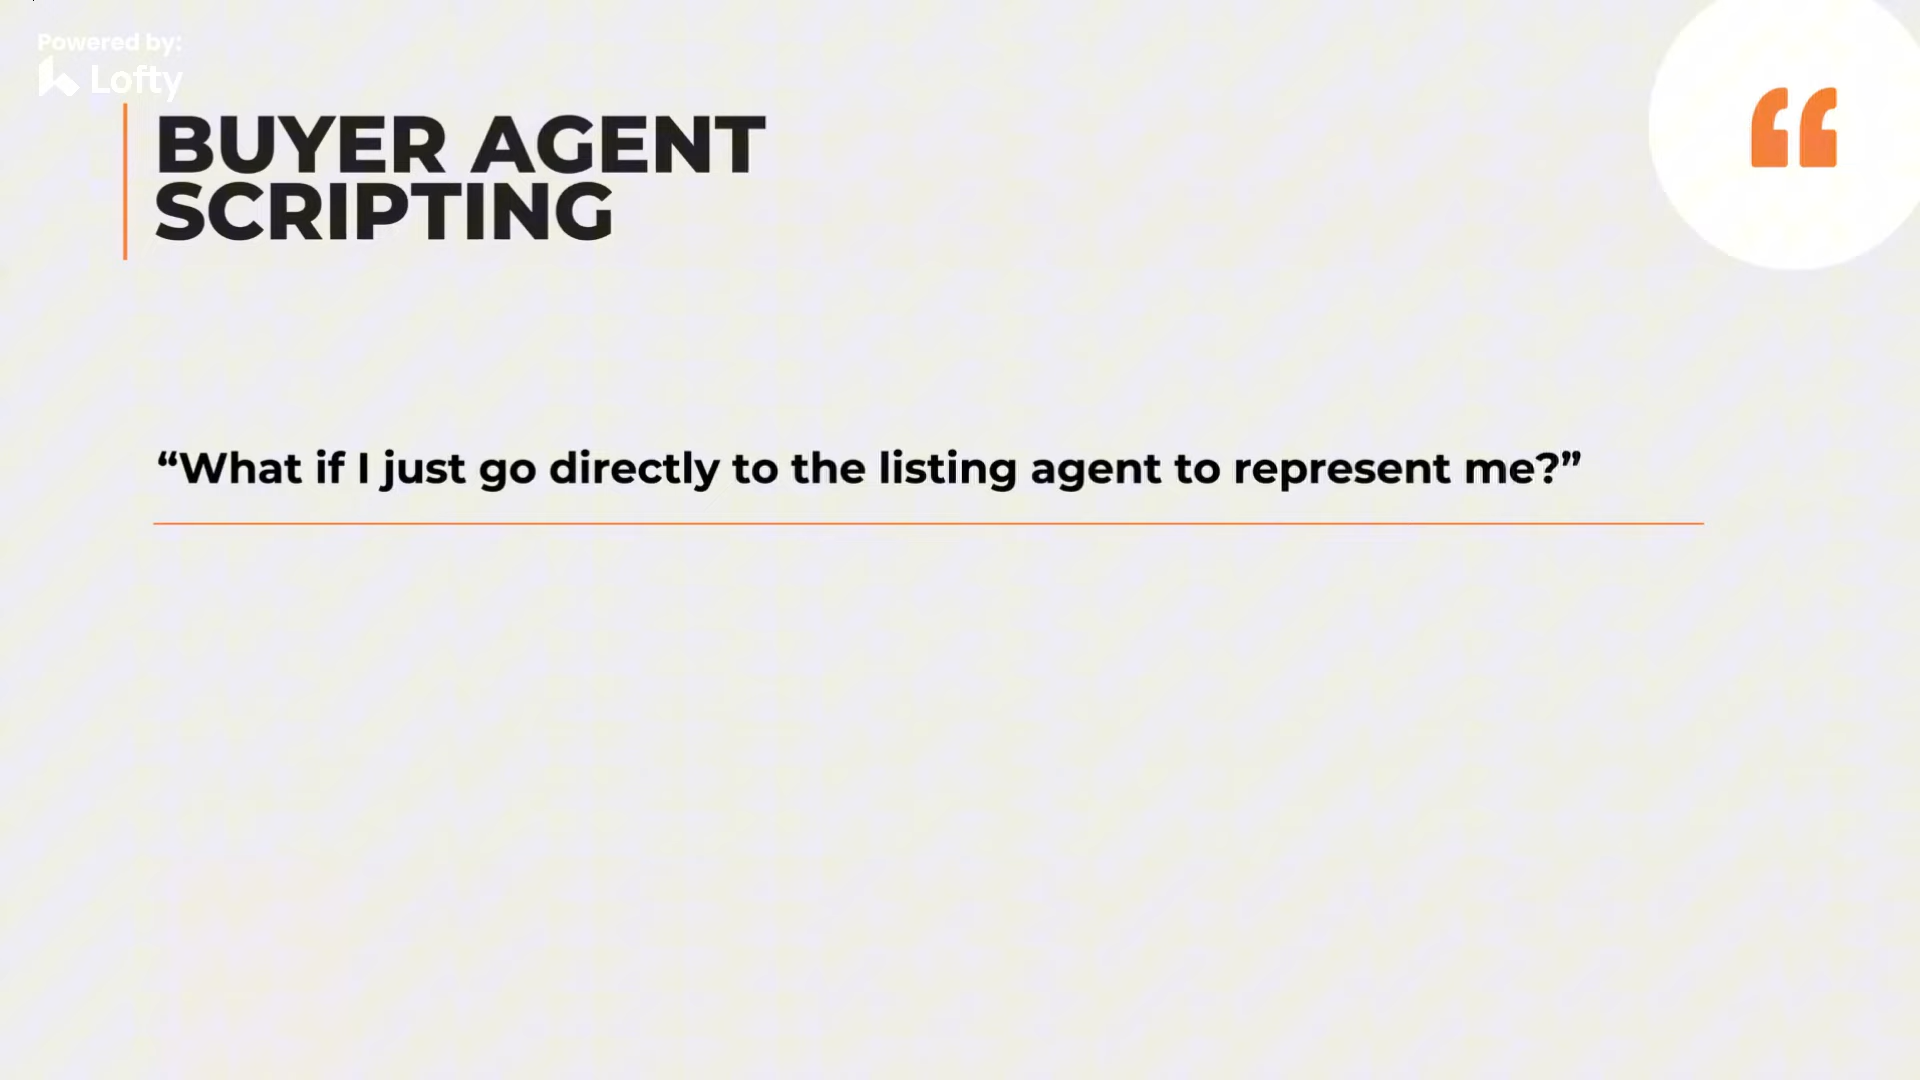 Powered by:
Lofty
BUYER AGENT
SCRIPTING
“What if I just go directly to the listing agent to represent me?”